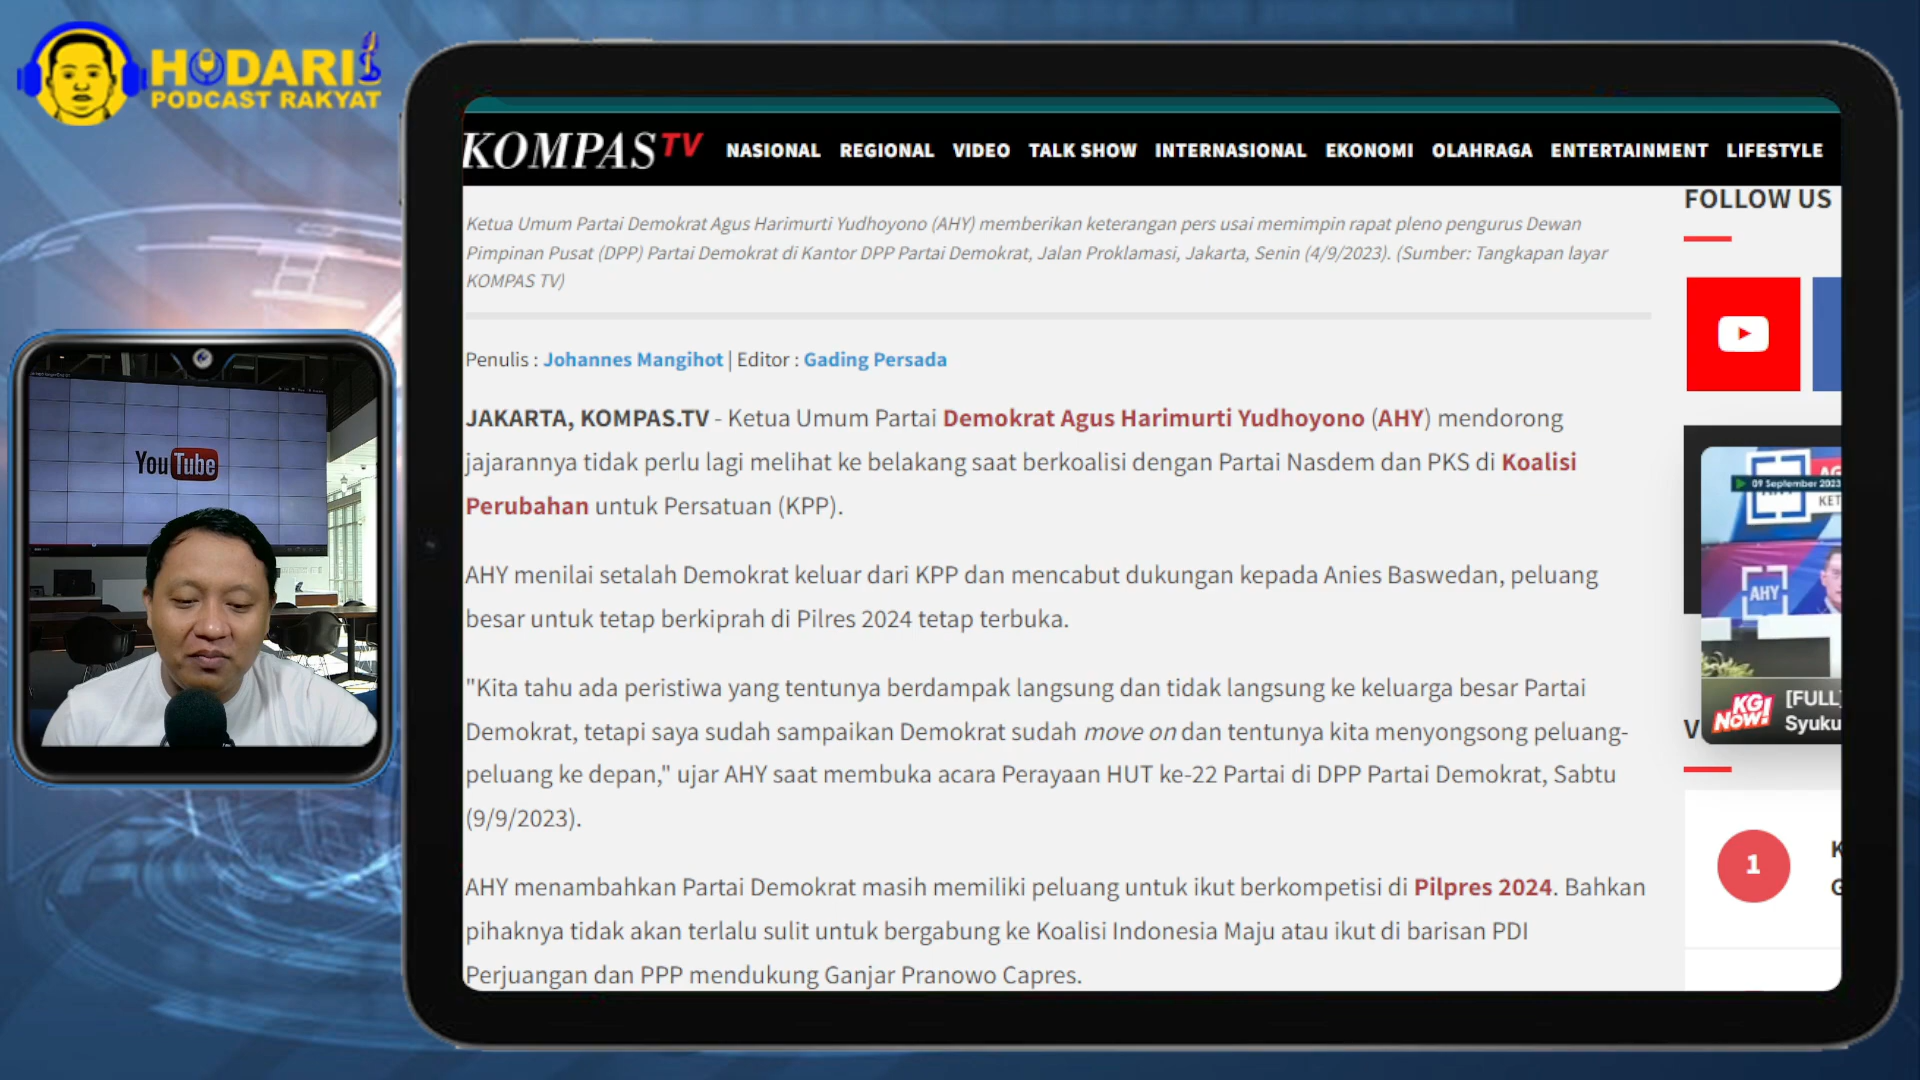 HODARI
PODCAST RAKYAT
KOMPAS TV NASIONAL REGIONAL VIDEO TALK SHOW INTERNASIONAL EKONOMI OLAHRAGA ENTERTAINMENT LIFESTYLE
FOLLOW US
Ketua Umum Partai Demokrat Agus Harimurti Yudhoyono (AHY) memberikan keterangan pers usai memimpin rapat pleno pengurus Dewan
Pimpinan Pusat (DPP) Partai Demokrat di Kantor DPP Partai Demokrat, Jalan Proklamasi, Jakarta, Senin (4/9/2023). (Sumber: Tangkapan layar
KOMPAS TV)
Penulis : Johannes Mangihot | Editor : Gading Persada
JAKARTA, KOMPAS.TV - Ketua Umum Partai Demokrat Agus Harimurti Yudhoyono (AHY) mendorong
jajarannya tidak perlu lagi melihat ke belakang saat berkoalisi dengan Partai Nasdem dan PKS di Koalisi
Perubahan untuk Persatuan (KPP).
AHY menilai setelah Demokrat keluar dari KPP dan mencabut dukungan kepada Anies Baswedan, peluang
besar untuk tetap berkiprah di Pilres 2024 tetap terbuka.
"Kita tahu ada peristiwa yang tentunya berdampak langsung dan tidak langsung ke keluarga besar Partai
Demokrat, tetapi saya sudah sampaikan Demokrat sudah move on dan tentunya kita menyongsong peluang-
peluang ke depan," ujar AHY saat membuka acara Perayaan HUT ke-22 Partai di DPP Partai Demokrat, Sabtu
(9/9/2023).
AHY menambahkan Partai Demokrat masih memiliki peluang untuk ikut berkompetisi di Pilpres 2024. Bahkan
pihaknya tidak akan terlalu sulit untuk bergabung ke Koalisi Indonesia Maju atau ikut di barisan PDI
Perjuangan dan PPP mendukung Ganjar Pranowo Capres.
YouTube
AG
09 September 2023
KET
AHY
KG NOW!
[FULL]
Syuku
V
1
K
G